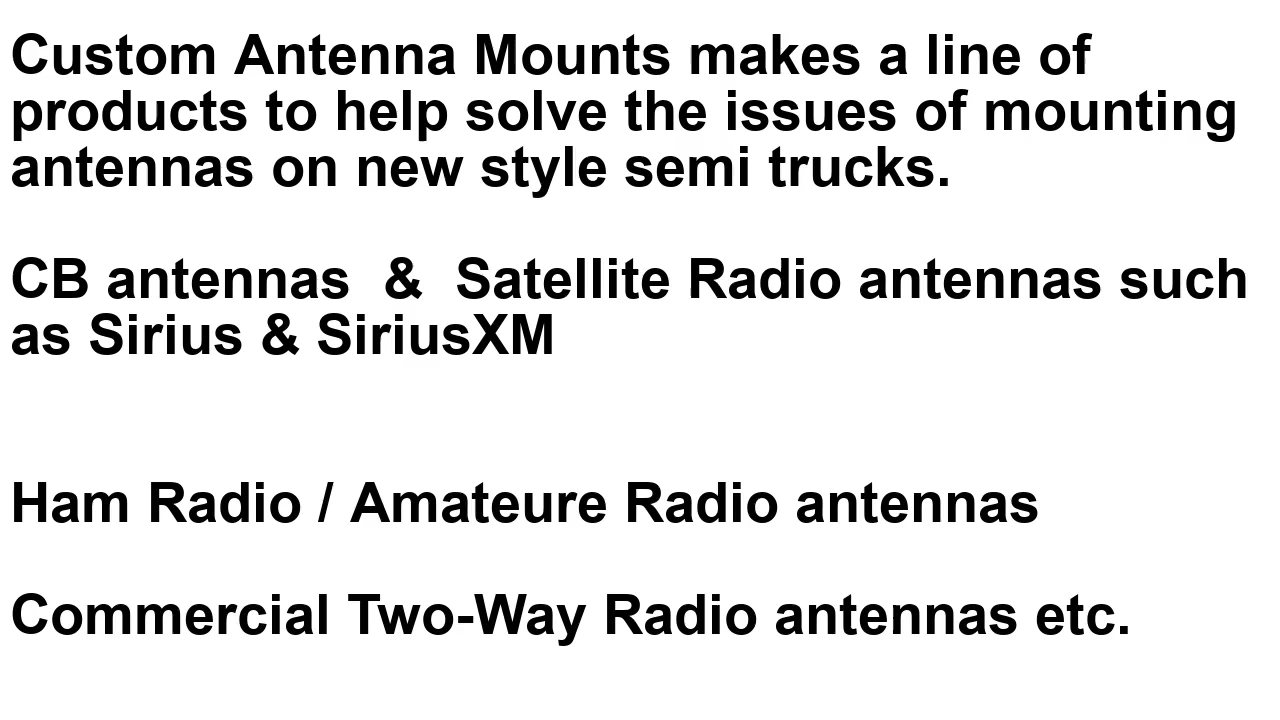 Custom Antenna Mounts makes a line of
products to help solve the issues of mounting
antennas on new style semi trucks.
CB antennas  &  Satellite Radio antennas such
as Sirius & SiriusXM
Ham Radio / Amateure Radio antennas
Commercial Two-Way Radio antennas etc.